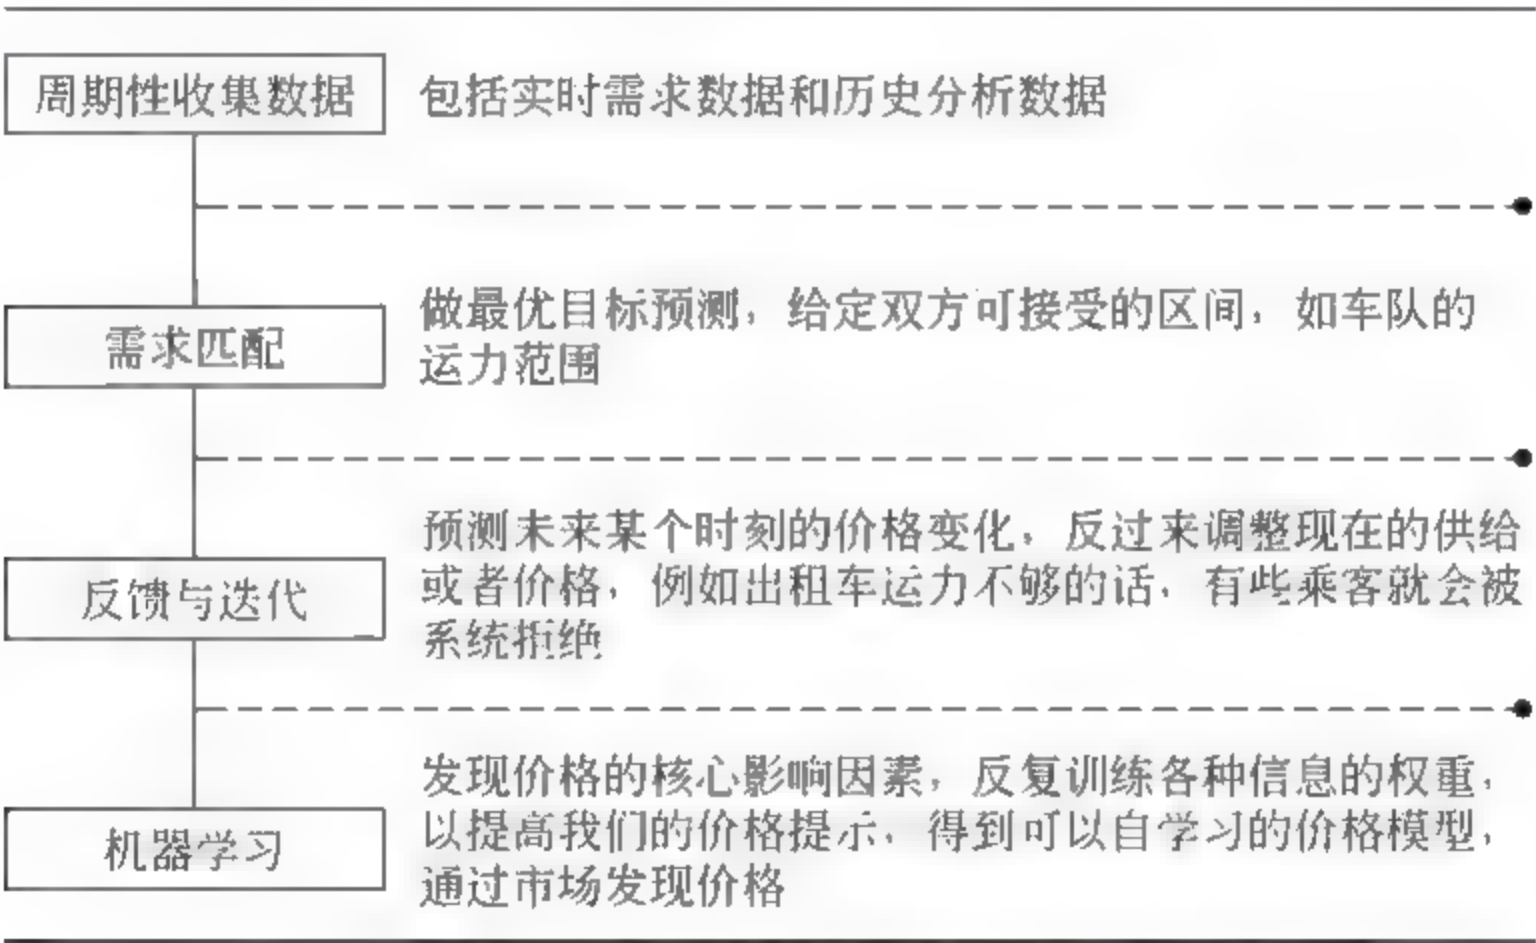 周期性收集数据
包括实时需求数据和历史分析数据
需求匹配
做最优目标预测，给定双方可接受的区间，如车队的
运力范围
反馈与迭代
预测未来某个时刻的价格变化，反过来调整现在的供给
或者价格，例如出租车运力不够的话，有些乘客就会被
系统拒绝
机器学习
发现价格的核心影响因素，反复训练各种信息的权重，
以提高我们的价格提示，得到可以自学习的价格模型，
通过市场发现价格